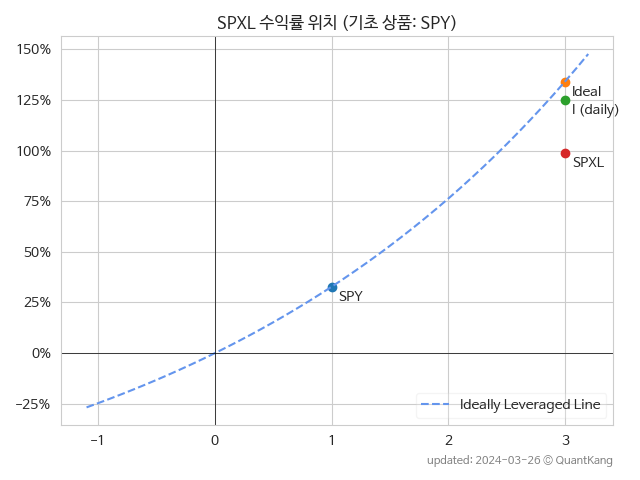 SPXL 수익률 위치 (기초 상품: SPY)
150%
125%
100%
75%
50%
25%
0%
−25%
Ideal
I (daily)
SPXL
SPY
Ideally Leveraged Line
−1
0
1
2
3
updated: 2024-03-26 © QuantKang